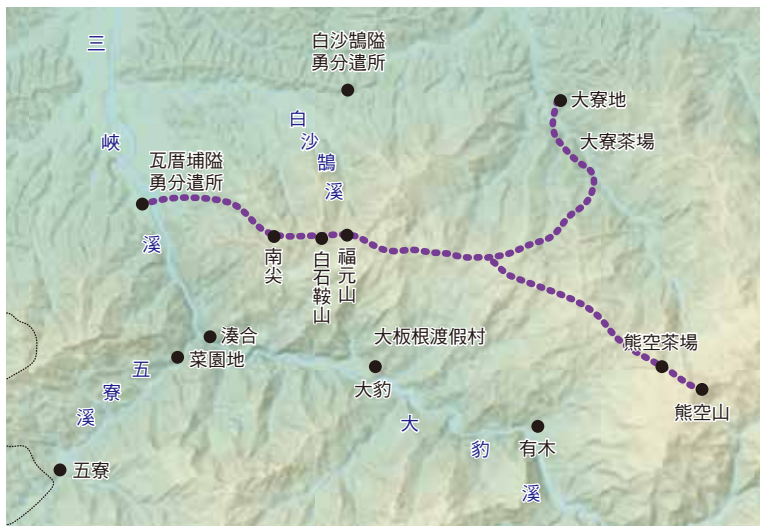 三
峽
溪
白沙鵠隘
勇分遣所
白
沙
鵠
溪
大寮地
大寮茶場
瓦厝埔隘
勇分遣所
南尖
白石鞍山
福元山
湊合
菜園地
大板根渡假村
大豹
熊空茶場
熊空山
五
寮
溪
大
豹
溪
有木
五寮